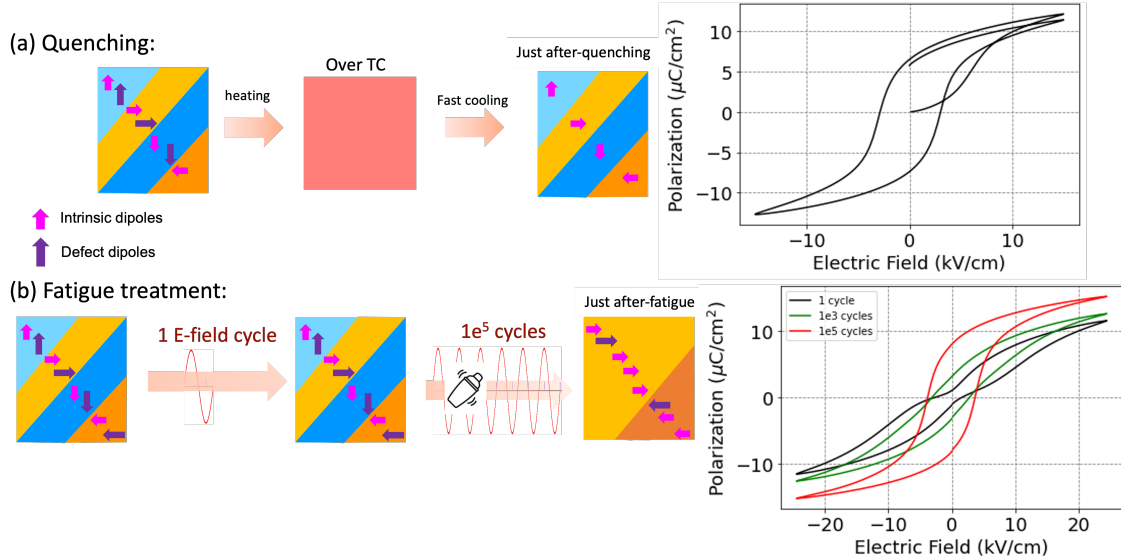 (a) Quenching:
Over TC
Just after-quenching
heating
Fast cooling
Intrinsic dipoles
Defect dipoles
Polarization (μC/cm²)
10
5
0
−5
−10
−10
0
10
Electric Field (kV/cm)
(b) Fatigue treatment:
1 E-field cycle
1e⁵ cycles
Just after-fatigue
1 cycle
1e3 cycles
1e5 cycles
Polarization (μC/cm²)
10
0
−10
−20
−10
0
10
20
Electric Field (kV/cm)